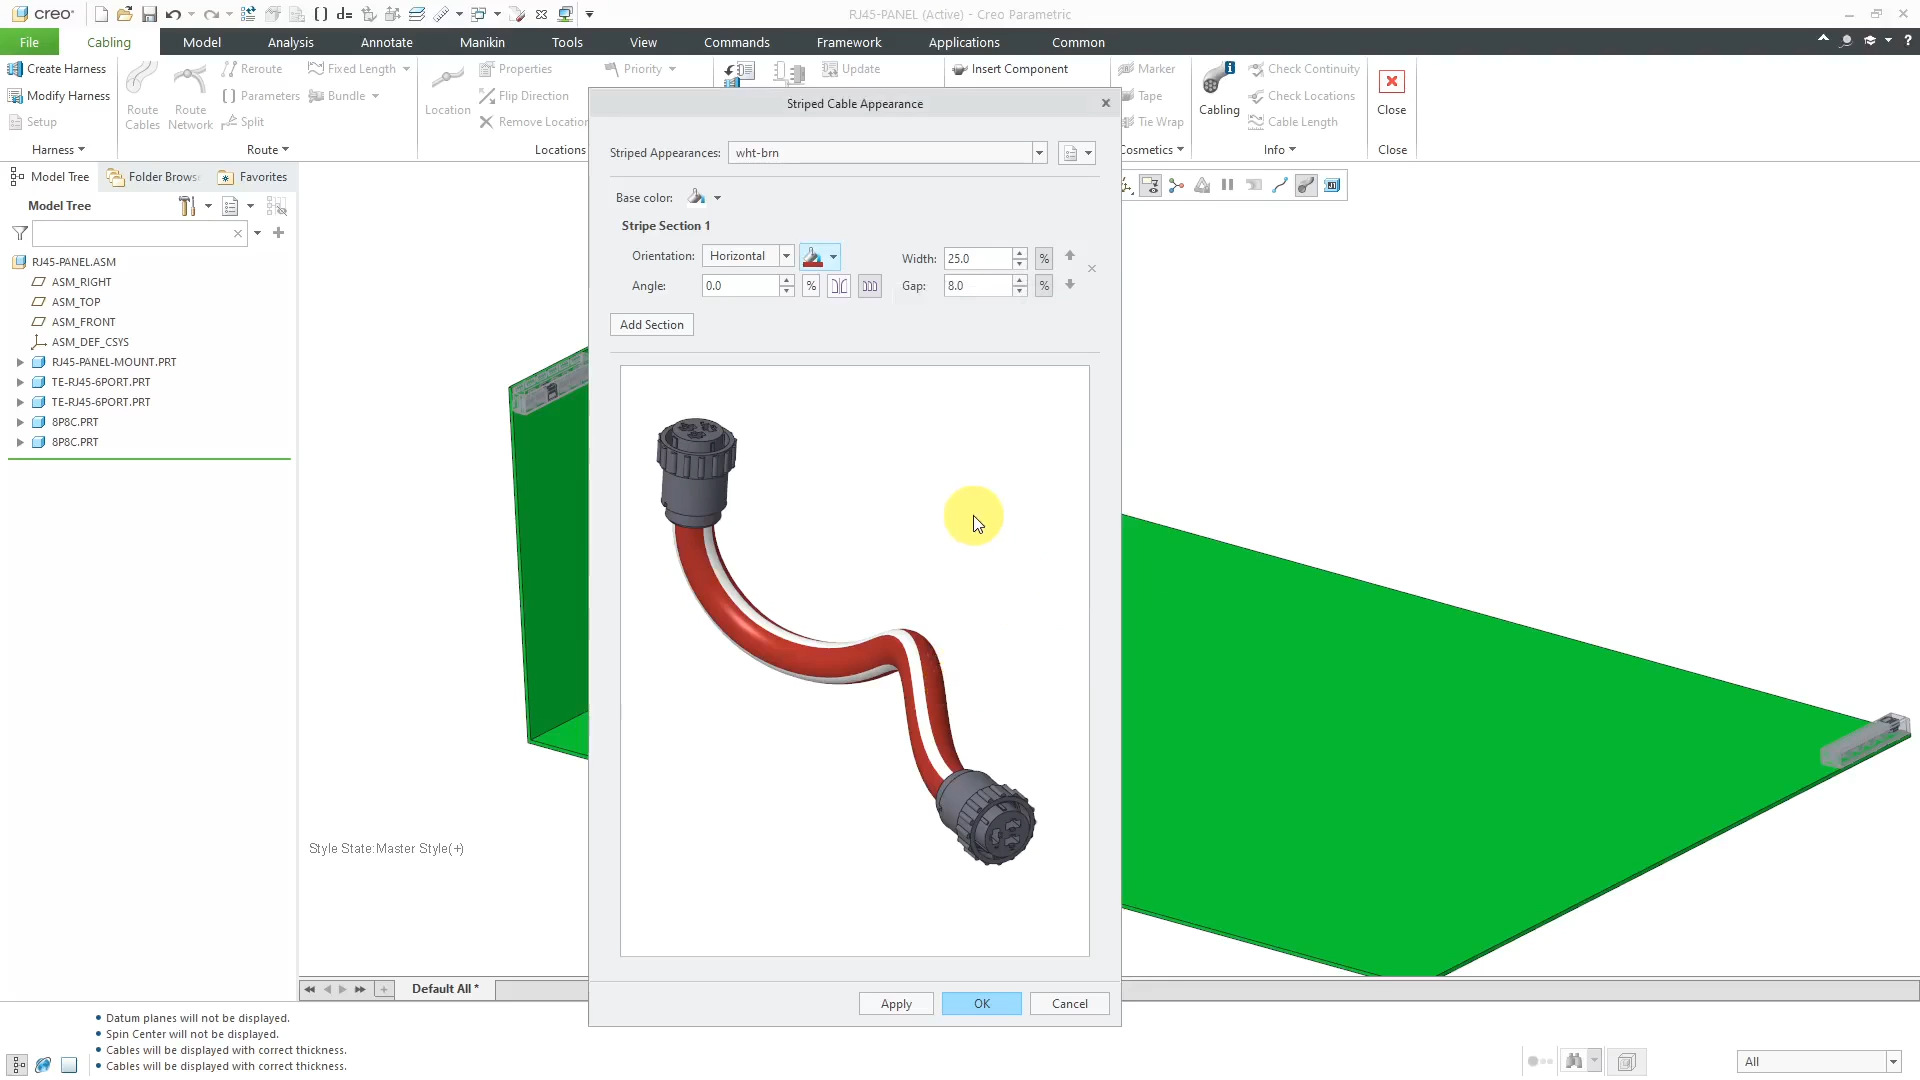 creo
d=
RJ45-PANEL (Active) - Creo Parametric
File
Cabling
Model
Analysis
Annotate
Manikin
Tools
View
Commands
Framework
Applications
Common
?
Create Harness
Modify Harness
Setup
Harness
Route
Cables
Route
Network
Reroute
Parameters
Split
Fixed Length
Bundle
Route
Location
Properties
Flip Direction
Remove Location
Priority
Locations
Update
Insert Component
Marker
Tape
Tie Wrap
Cosmetics
Cabling
Check Continuity
Check Locations
Cable Length
Info
Close
Close
Model Tree
Folder Brows
Favorites
Model Tree
RJ45-PANEL.ASM
ASM_RIGHT
ASM_TOP
ASM_FRONT
ASM_DEF_CSYS
RJ45-PANEL-MOUNT.PRT
TE-RJ45-6PORT.PRT
TE-RJ45-6PORT.PRT
8P8C.PRT
8P8C.PRT
Striped Cable Appearance
Striped Appearances: wht-brn
Base color:
Stripe Section 1
Orientation: Horizontal
Width: 25.0 %
Angle: 0.0 %
Gap: 8.0 %
Add Section
Apply
OK
Cancel
Style State:Master Style(+)
Default All *
• Datum planes will not be displayed.
• Spin Center will not be displayed.
• Cables will be displayed with correct thickness.
• Cables will be displayed with correct thickness.
All